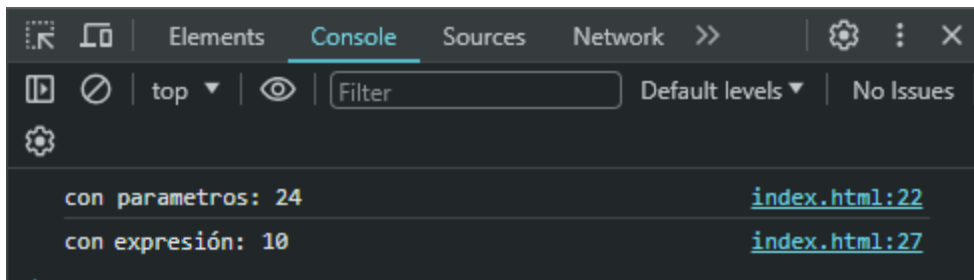 Elements Console Sources Network
top Filter Default levels No Issues
con parametros: 24 index.html:22
con expresión: 10 index.html:27